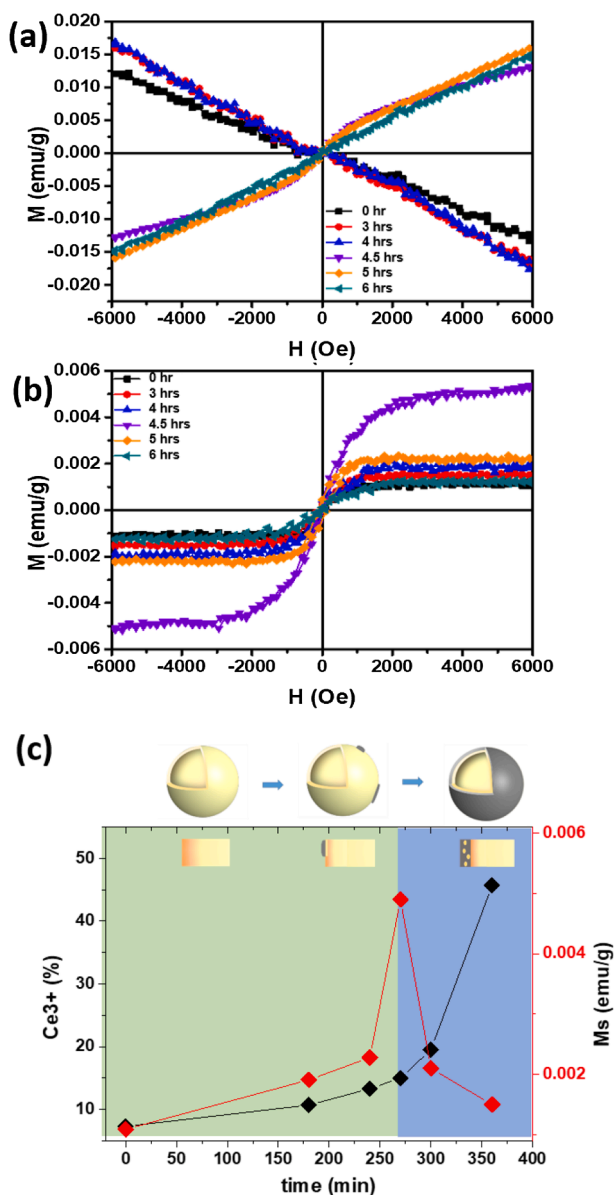 (a)
0.020
0.015
0.010
0.005
0.000
-0.005
-0.010
-0.015
-0.020
M (emu/g)
0 hr
3 hrs
4 hrs
4.5 hrs
5 hrs
6 hrs
-6000 -4000 -2000 0 2000 4000 6000
H (Oe)
(b)
0.006
0.004
0.002
0.000
-0.002
-0.004
-0.006
M (emu/g)
0 hr
3 hrs
4 hrs
4.5 hrs
5 hrs
6 hrs
-6000 -4000 -2000 0 2000 4000 6000
H (Oe)
(c)
50
40
30
20
10
Ce3+ (%)
0.006
0.004
0.002
0.000
Ms (emu/g)
0 50 100 150 200 250 300 350 400
time (min)